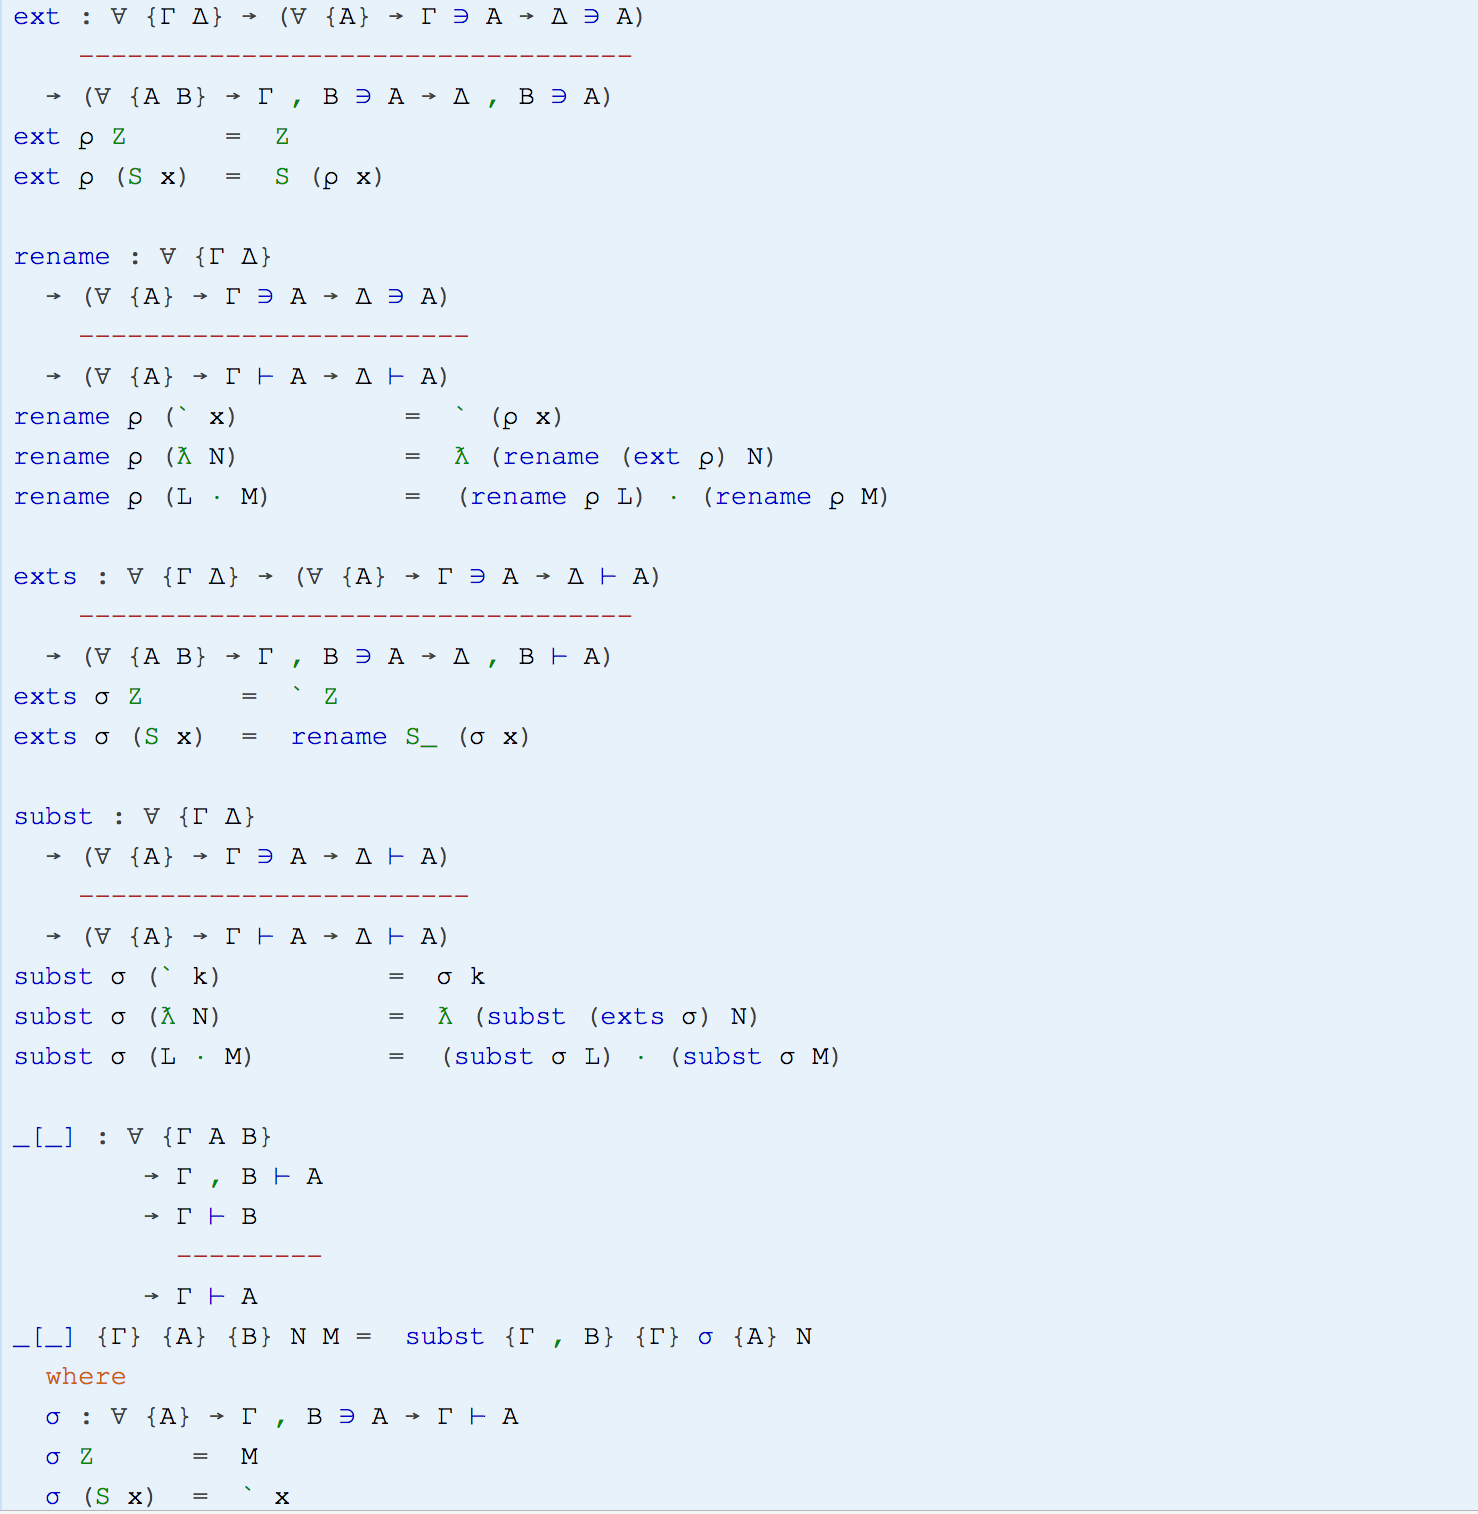 ext : ∀ {Γ Δ} → (∀ {A} → Γ ∋ A → Δ ∋ A)
    ----------------------------------
  → (∀ {A B} → Γ , B ∋ A → Δ , B ∋ A)
ext ρ Z      =  Z
ext ρ (S x)  =  S (ρ x)

rename : ∀ {Γ Δ}
  → (∀ {A} → Γ ∋ A → Δ ∋ A)
    ------------------------
  → (∀ {A} → Γ ⊢ A → Δ ⊢ A)
rename ρ (` x)          =  ` (ρ x)
rename ρ (ƛ N)          =  ƛ (rename (ext ρ) N)
rename ρ (L · M)        =  (rename ρ L) · (rename ρ M)

exts : ∀ {Γ Δ} → (∀ {A} → Γ ∋ A → Δ ⊢ A)
    ----------------------------------
  → (∀ {A B} → Γ , B ∋ A → Δ , B ⊢ A)
exts σ Z      =  ` Z
exts σ (S x)  =  rename S_ (σ x)

subst : ∀ {Γ Δ}
  → (∀ {A} → Γ ∋ A → Δ ⊢ A)
    ------------------------
  → (∀ {A} → Γ ⊢ A → Δ ⊢ A)
subst σ (` k)          =  σ k
subst σ (ƛ N)          =  ƛ (subst (exts σ) N)
subst σ (L · M)        =  (subst σ L) · (subst σ M)

_[_] : ∀ {Γ A B}
        → Γ , B ⊢ A
        → Γ ⊢ B
          ---------
        → Γ ⊢ A
_[_] {Γ} {A} {B} N M =  subst {Γ , B} {Γ} σ {A} N
  where
  σ : ∀ {A} → Γ , B ∋ A → Γ ⊢ A
  σ Z      =  M
  σ (S x)  =  ` x